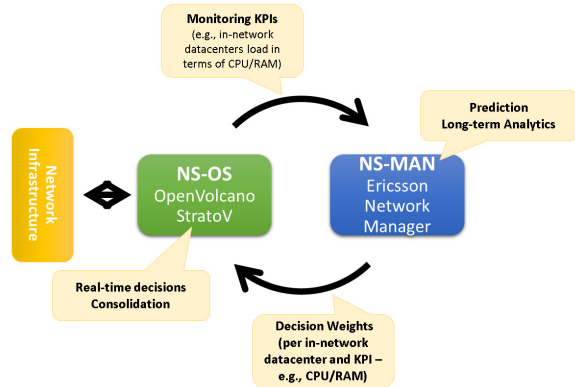 Monitoring KPIs
(e.g., in-network
datacenters load in
terms of CPU/RAM)
Prediction
Long-term Analytics
Network
Infrastructure
NS-OS
OpenVolcano
StratoV
NS-MAN
Ericsson
Network
Manager
Real-time decisions
Consolidation
Decision Weights
(per in-network
datacenter and KPI –
e.g., CPU/RAM)